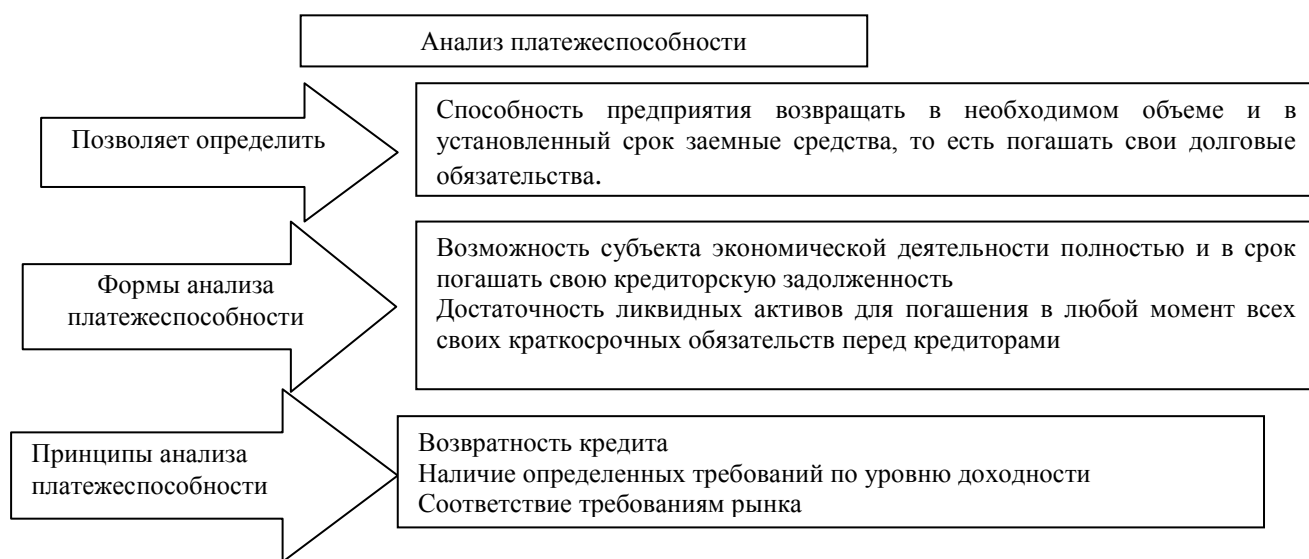 Анализ платежеспособности
Позволяет определить
Способность предприятия возвращать в необходимом объеме и в
установленный срок заемные средства, то есть погашать свои долговые
обязательства.
Формы анализа
платежеспособности
Возможность субъекта экономической деятельности полностью и в срок
погашать свою кредиторскую задолженность
Достаточность ликвидных активов для погашения в любой момент всех
своих краткосрочных обязательств перед кредиторами
Принципы анализа
платежеспособности
Возвратность кредита
Наличие определенных требований по уровню доходности
Соответствие требованиям рынка